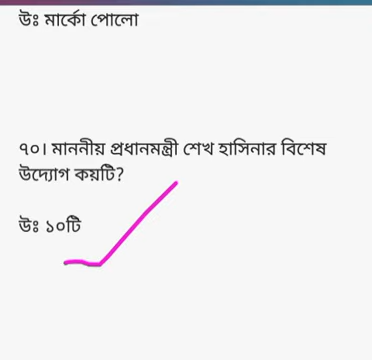 উঃ মার্কো পোলো
৭০। মাননীয় প্রধানমন্ত্রী শেখ হাসিনার বিশেষ
উদ্যোগ কয়টি?
উঃ ১০টি